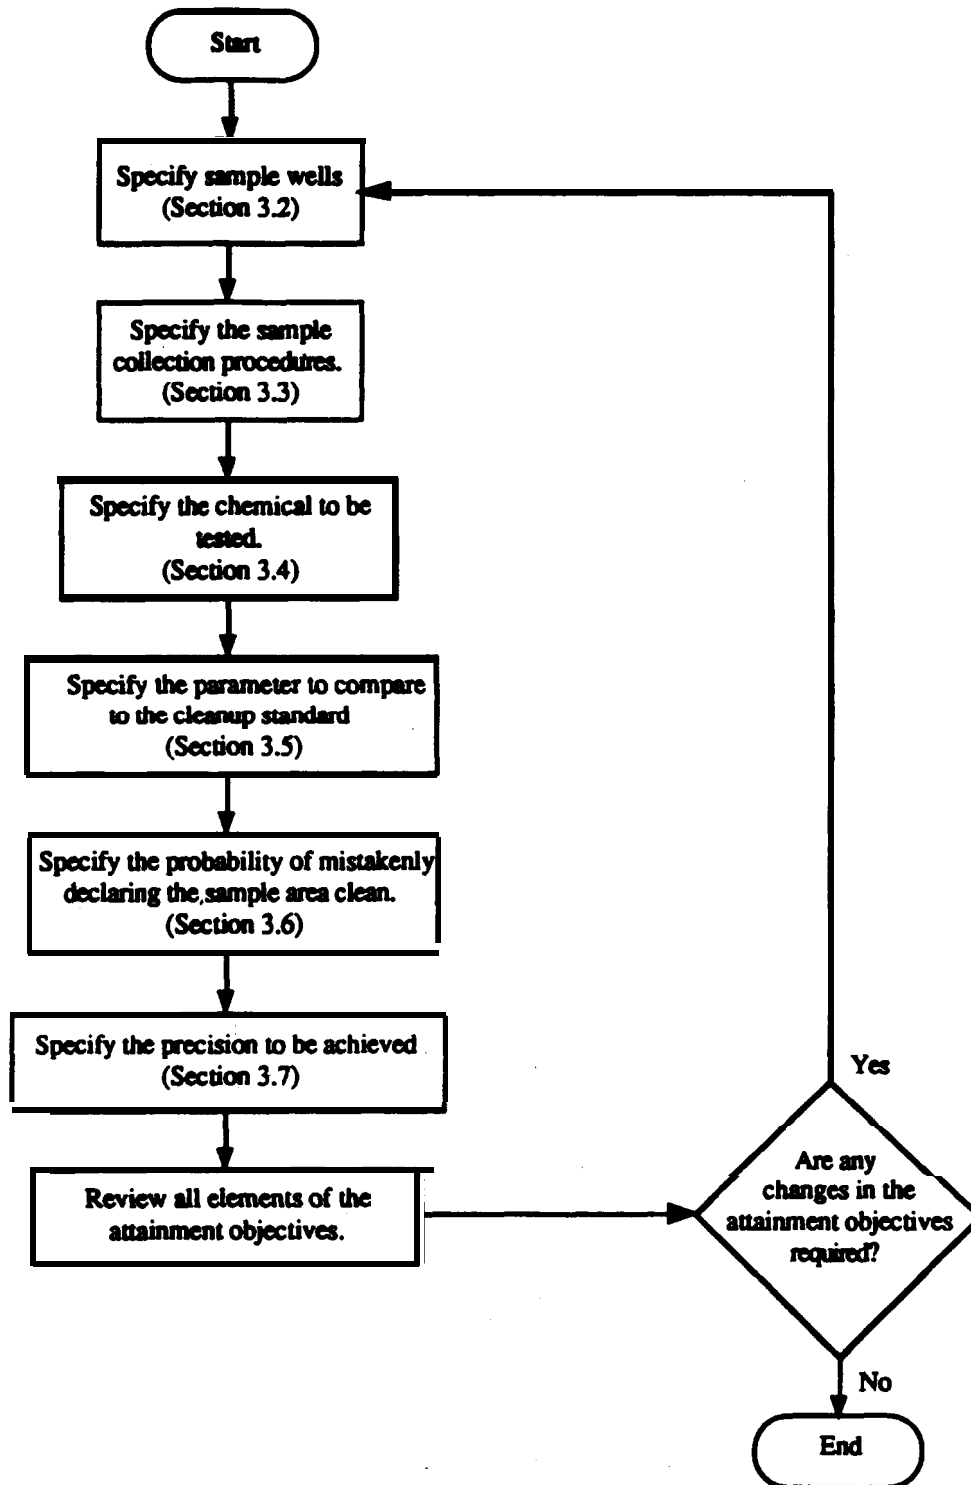 Start
Specify sample wells
(Section 3.2)
Specify the sample
collection procedures.
(Section 3.3)
Specify the chemical to be
tested.
(Section 3.4)
Specify the parameter to compare
to the cleanup standard
(Section 3.5)
Specify the probability of mistakenly
declaring the sample area clean.
(Section 3.6)
Specify the precision to be achieved
(Section 3.7)
Review all elements of the
attainment objectives.
Yes
Are any
changes in the
attainment objectives
required?
No
End